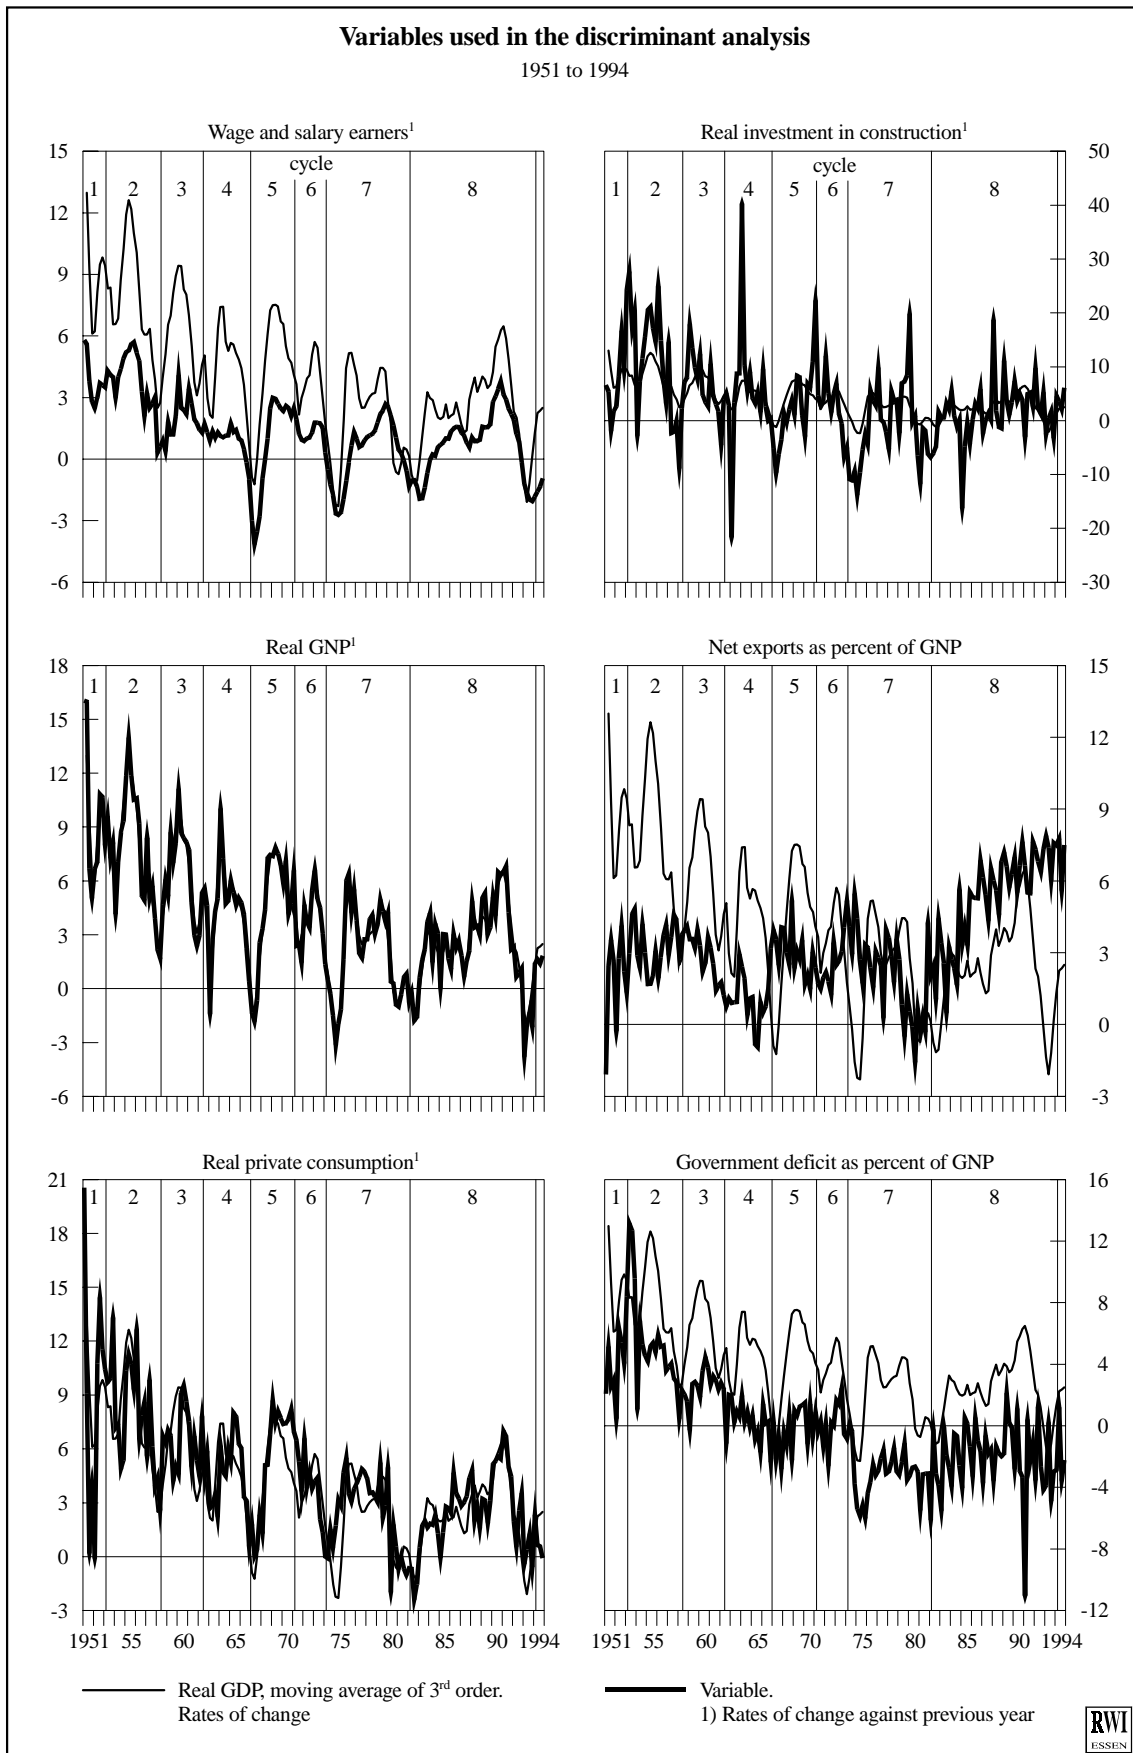 Variables used in the discriminant analysis
1951 to 1994
Wage and salary earners¹
Real investment in construction¹
15
12
9
6
3
0
-3
-6
cycle
1 2 3 4 5 6 7 8
cycle
1 2 3 4 5 6 7 8
50
40
30
20
10
0
-10
-20
-30
Real GNP¹
Net exports as percent of GNP
18
15
12
9
6
3
0
-3
-6
1 2 3 4 5 6 7 8
1 2 3 4 5 6 7 8
15
12
9
6
3
0
-3
Real private consumption¹
Government deficit as percent of GNP
21
18
15
12
9
6
3
0
-3
1 2 3 4 5 6 7 8
1 2 3 4 5 6 7 8
16
12
8
4
0
-4
-8
-12
1951 55 60 65 70 75 80 85 90 1994
1951 55 60 65 70 75 80 85 90 1994
Real GDP, moving average of 3rd order.
Rates of change
Variable.
1) Rates of change against previous year
RWI
ESSEN